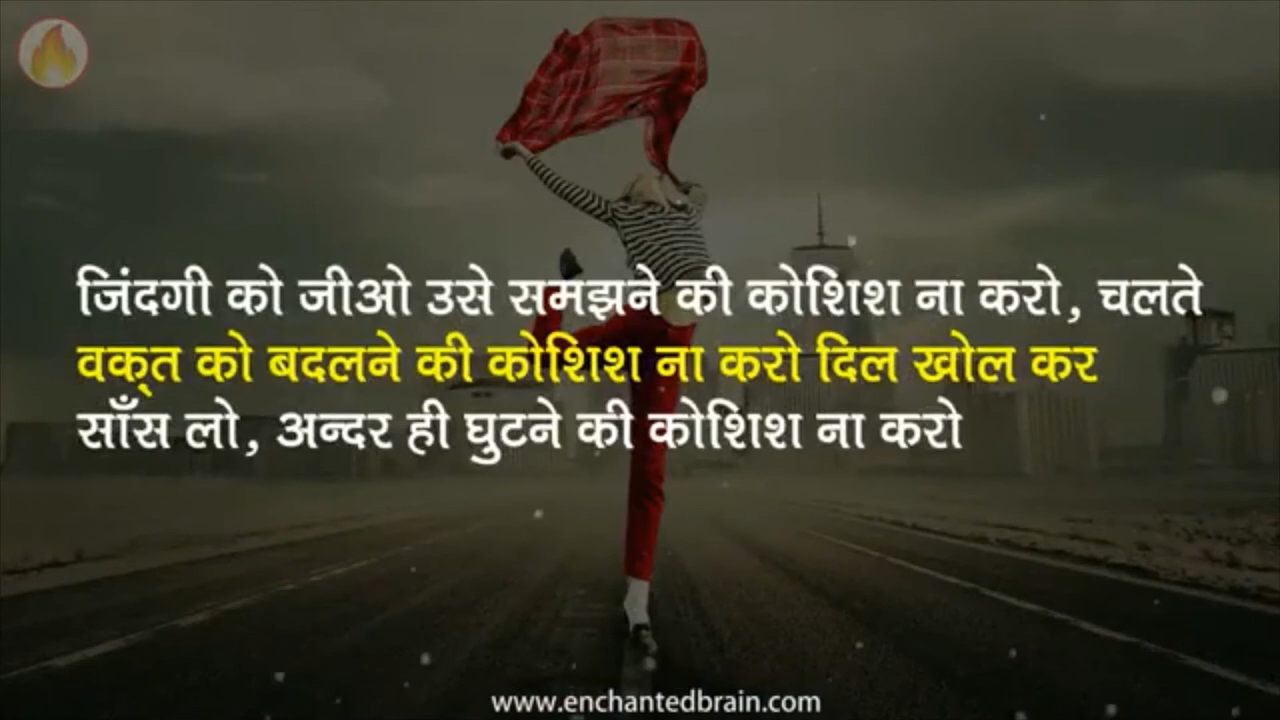 जिंदगी को जीओ उसे समझने की कोशिश ना करो, चलते
वक्‌त को बदलने की कोशिश ना करो दिल खोल कर
साँस लो, अन्दर ही घुटने की कोशिश ना करो
www.enchantedbrain.com